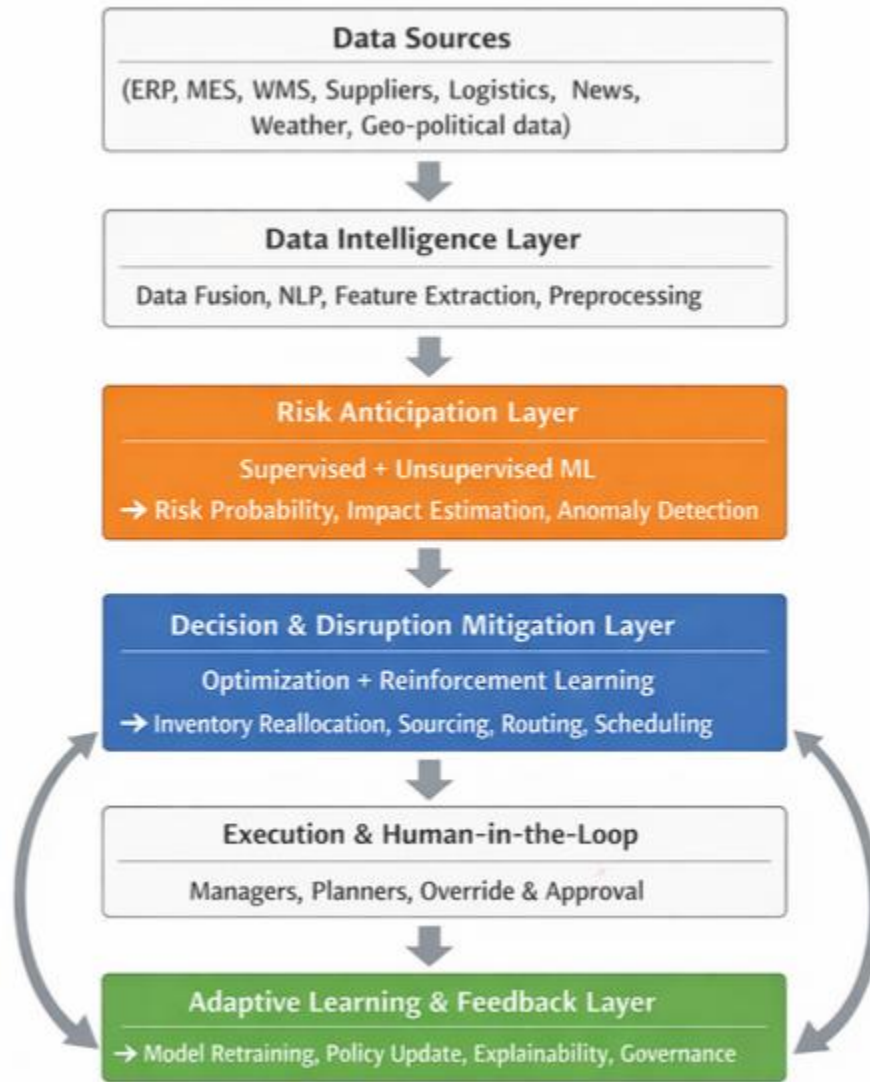 Data Sources
(ERP, MES, WMS, Suppliers, Logistics, News,
Weather, Geo-political data)
Data Intelligence Layer
Data Fusion, NLP, Feature Extraction, Preprocessing
Risk Anticipation Layer
Supervised + Unsupervised ML
→ Risk Probability, Impact Estimation, Anomaly Detection
Decision & Disruption Mitigation Layer
Optimization + Reinforcement Learning
→ Inventory Reallocation, Sourcing, Routing, Scheduling
Execution & Human-in-the-Loop
Managers, Planners, Override & Approval
Adaptive Learning & Feedback Layer
→ Model Retraining, Policy Update, Explainability, Governance